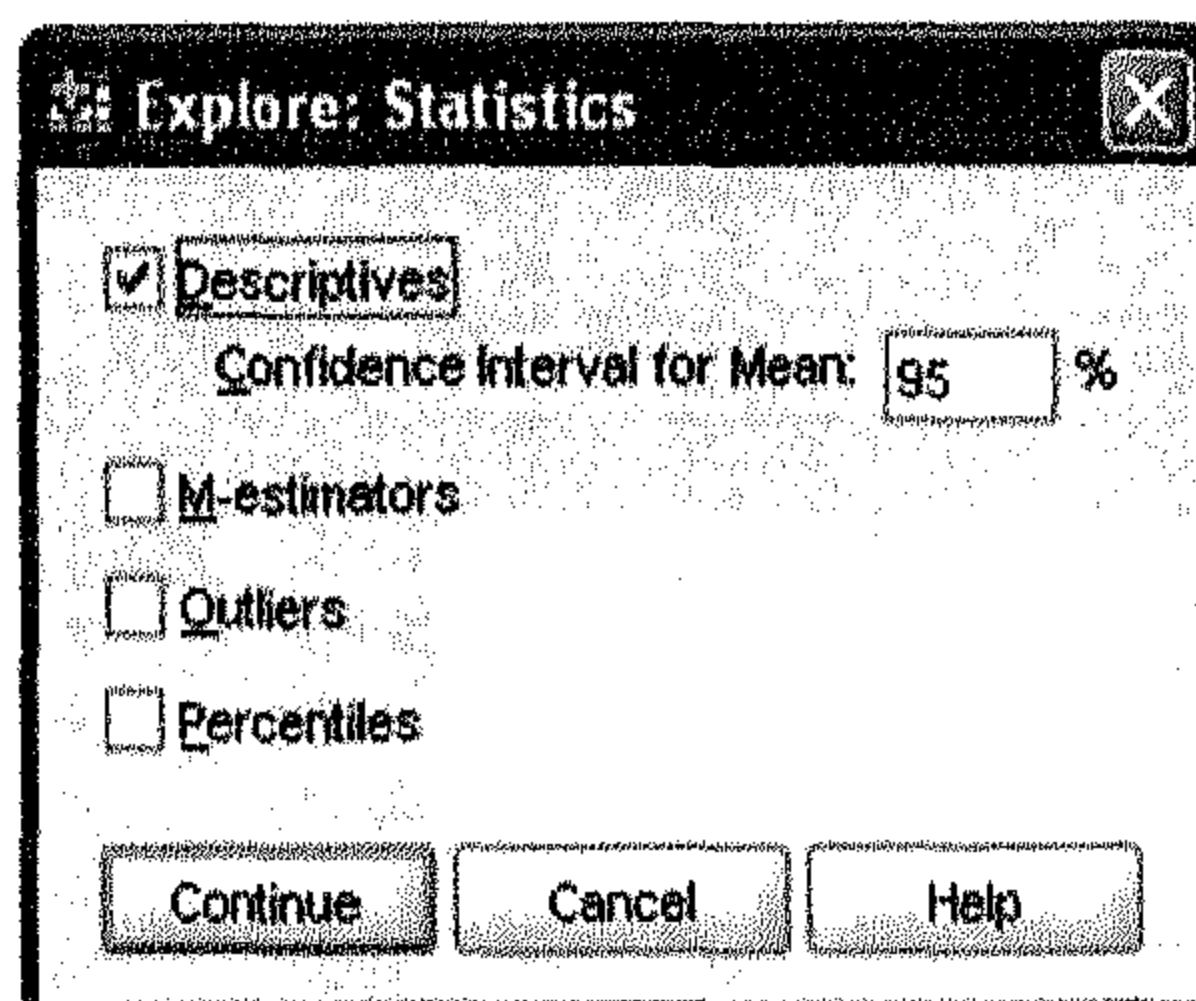 Explore: Statistics
Descriptives
Confidence Interval for Mean: 95 %
M-estimators
Outliers
Percentiles
Continue Cancel Help